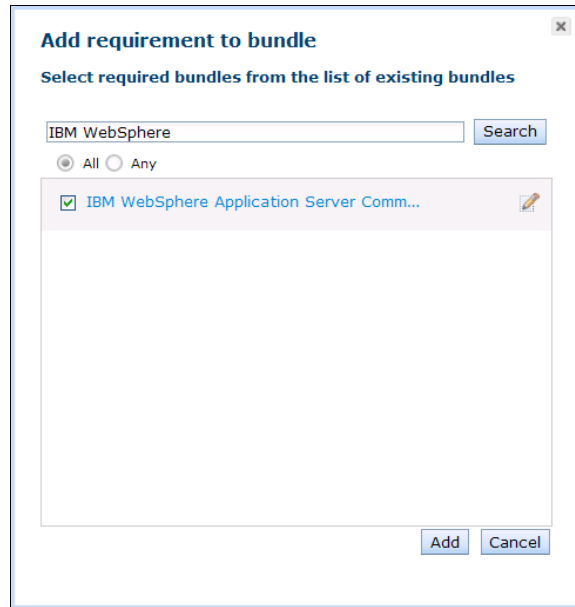 Add requirement to bundle
Select required bundles from the list of existing bundles
IBM WebSphere Search
All Any
IBM WebSphere Application Server Comm...
Add Cancel